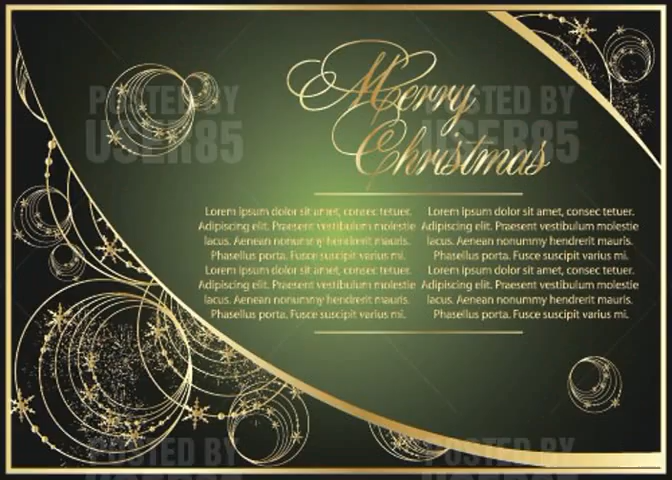 POSTED BY
USER85
POSTED BY
USER85
Merry
Christmas
Lorem ipsum dolor sit amet, consec tetuer.
Adipiscing elit. Praesent vestibulum molestie
lacus. Aenean nonummy hendrerit mauris.
Phasellus porta. Fusce suscipit varius mi.
Lorem ipsum dolor sit amet, consec tetuer.
Adipiscing elit. Praesent vestibulum molestie
lacus. Aenean nonummy hendrerit mauris.
Phasellus porta. Fusce suscipit varius mi.
Lorem ipsum dolor sit amet, consec tetuer.
Adipiscing elit. Praesent vestibulum molestie
lacus. Aenean nonummy hendrerit mauris.
Phasellus porta. Fusce suscipit varius mi.
Lorem ipsum dolor sit amet, consec tetuer.
Adipiscing elit. Praesent vestibulum molestie
lacus. Aenean nonummy hendrerit mauris.
Phasellus porta. Fusce suscipit varius mi.
POSTED BY
POSTED BY